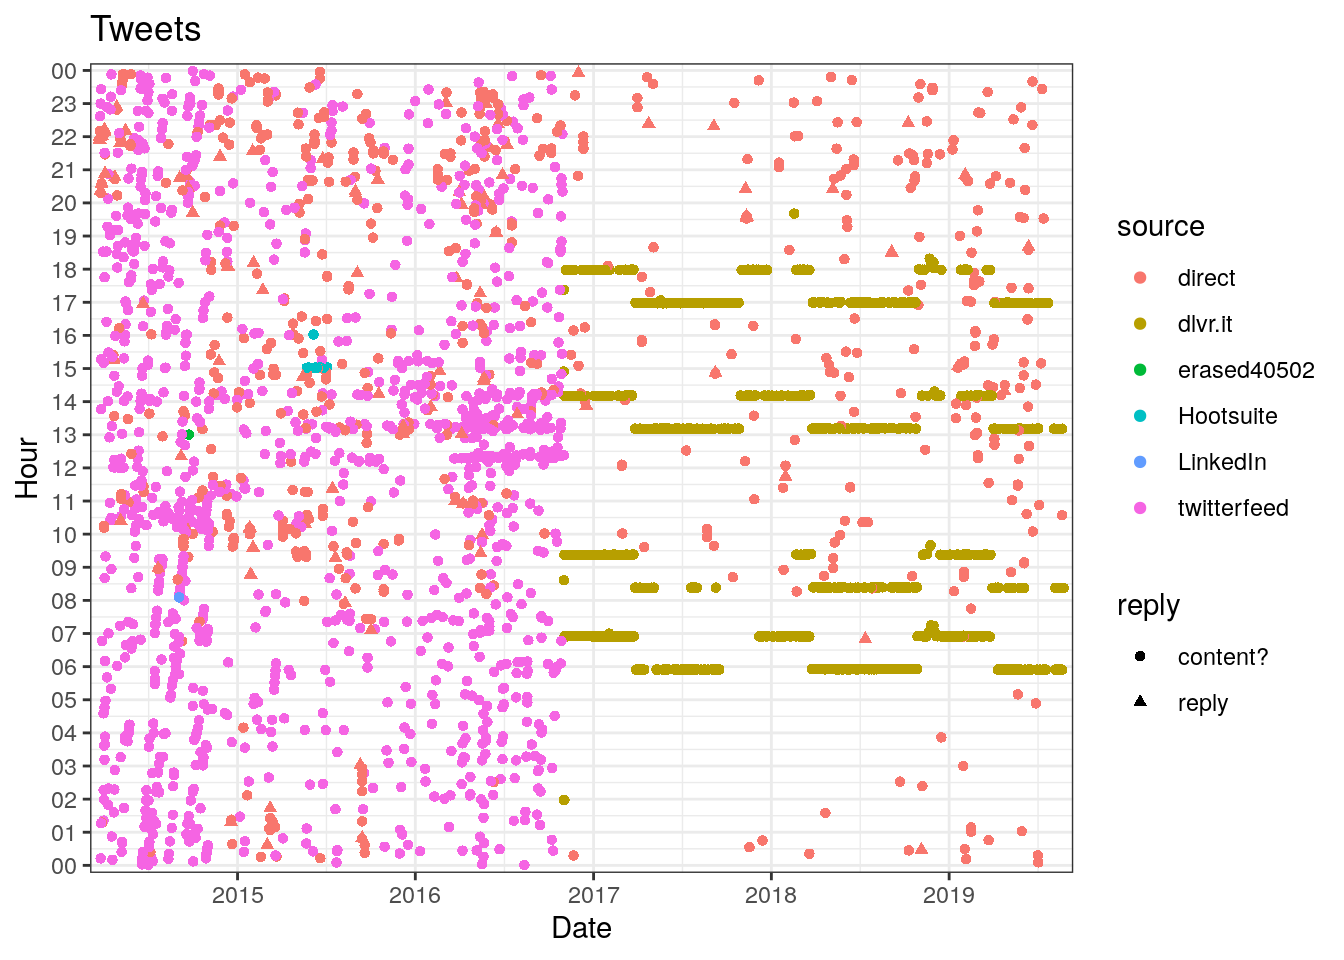 Tweets
00
23
22
21
20
19
18
17
16
15
14
13
12
11
10
09
08
07
06
05
04
03
02
01
00
Hour
2015 2016 2017 2018 2019
Date
source
direct
dlvr.it
erased40502
Hootsuite
LinkedIn
twitterfeed
reply
content?
reply